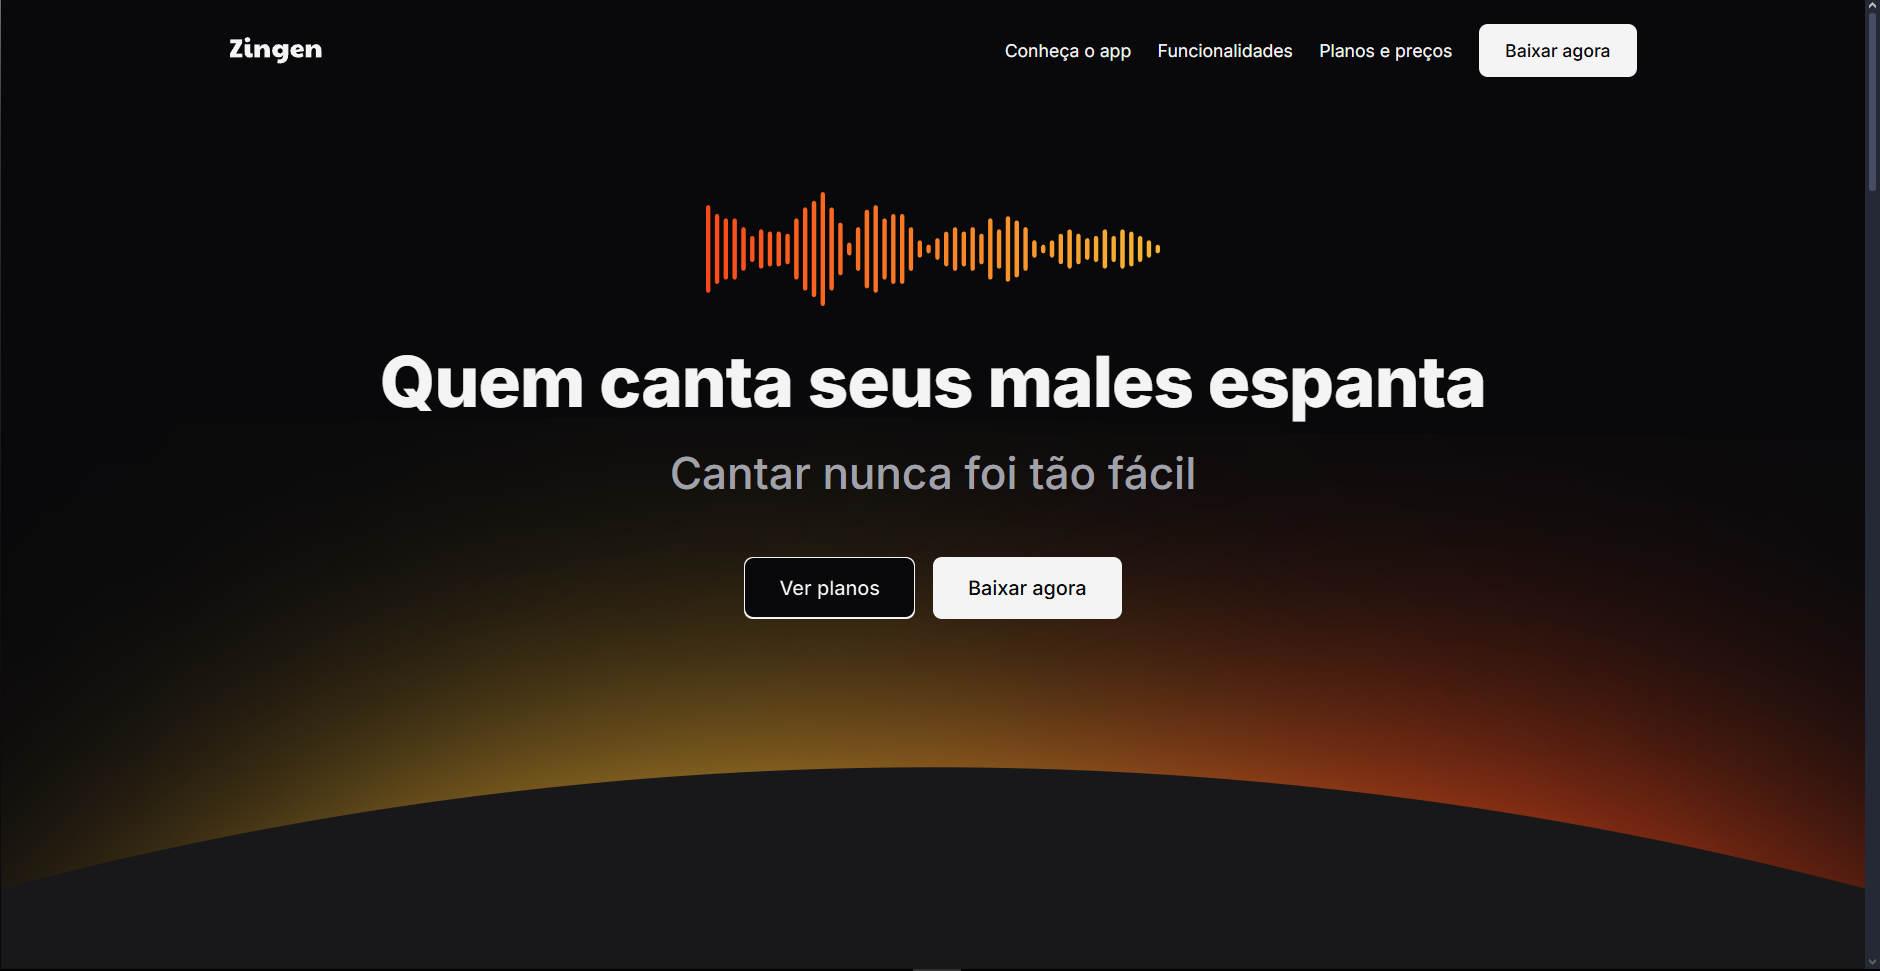 Zingen
Conheça o app
Funcionalidades
Planos e preços
Baixar agora
Quem canta seus males espanta
Cantar nunca foi tão fácil
Ver planos
Baixar agora